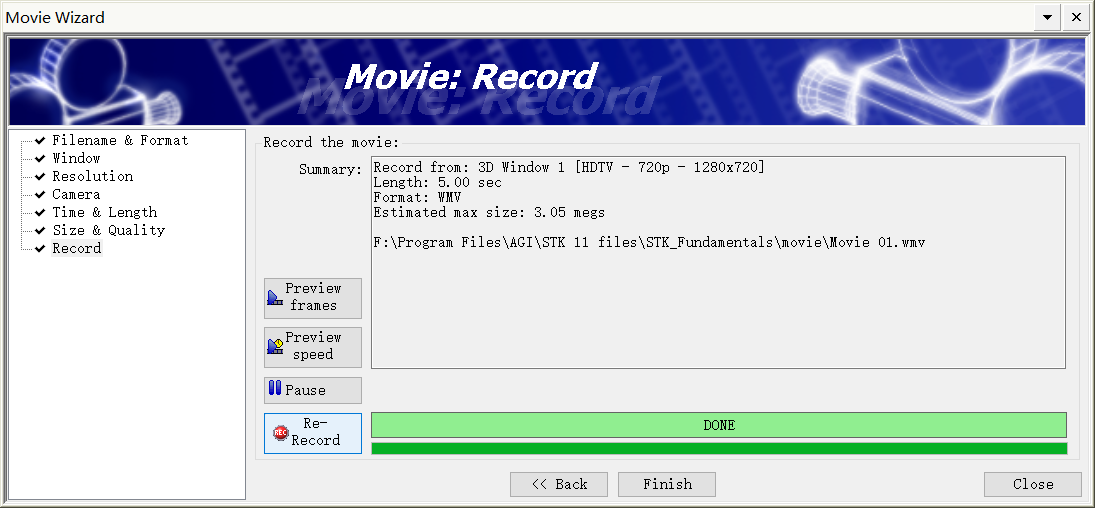 Movie Wizard
Movie: Record
Movie: Record
Filename & Format
Window
Resolution
Camera
Time & Length
Size & Quality
Record
Record the movie:
Summary:
Record from: 3D Window 1 [HDTV - 720p - 1280x720]
Length: 5.00 sec
Format: WMV
Estimated max size: 3.05 megs
F:\Program Files\AGI\STK 11 files\STK_Fundamentals\movie\Movie 01.wmv
Preview
frames
Preview
speed
Pause
REC
Re-
Record
DONE
<< Back
Finish
Close